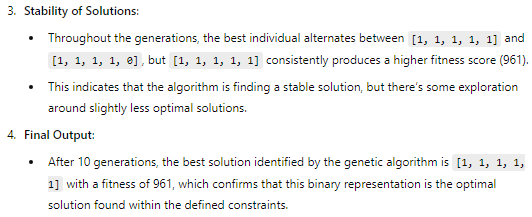 3. Stability of Solutions:
• Throughout the generations, the best individual alternates between [1, 1, 1, 1, 1] and
[1, 1, 1, 1, 0], but [1, 1, 1, 1, 1] consistently produces a higher fitness score (961).
• This indicates that the algorithm is finding a stable solution, but there's some exploration
around slightly less optimal solutions.
4. Final Output:
• After 10 generations, the best solution identified by the genetic algorithm is [1, 1, 1, 1,
1] with a fitness of 961, which confirms that this binary representation is the optimal
solution found within the defined constraints.